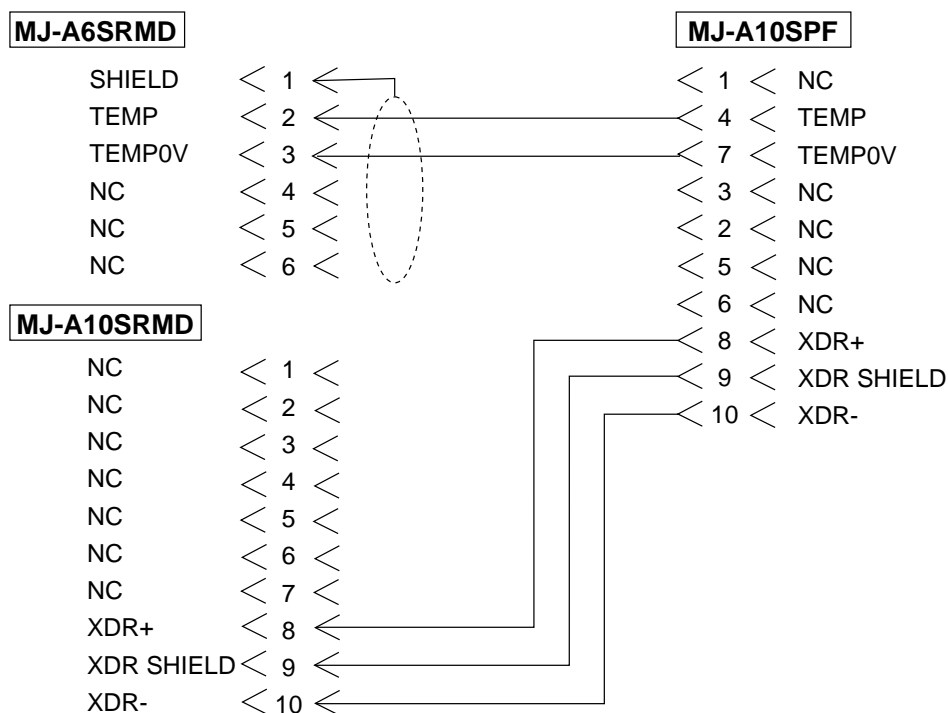 MJ-A6SRMD
SHIELD 1
TEMP 2
TEMP0V 3
NC 4
NC 5
NC 6
MJ-A10SRMD
NC 1
NC 2
NC 3
NC 4
NC 5
NC 6
NC 7
XDR+ 8
XDR SHIELD 9
XDR- 10
MJ-A10SPF
1 NC
4 TEMP
7 TEMP0V
3 NC
2 NC
5 NC
6 NC
8 XDR+
9 XDR SHIELD
10 XDR-